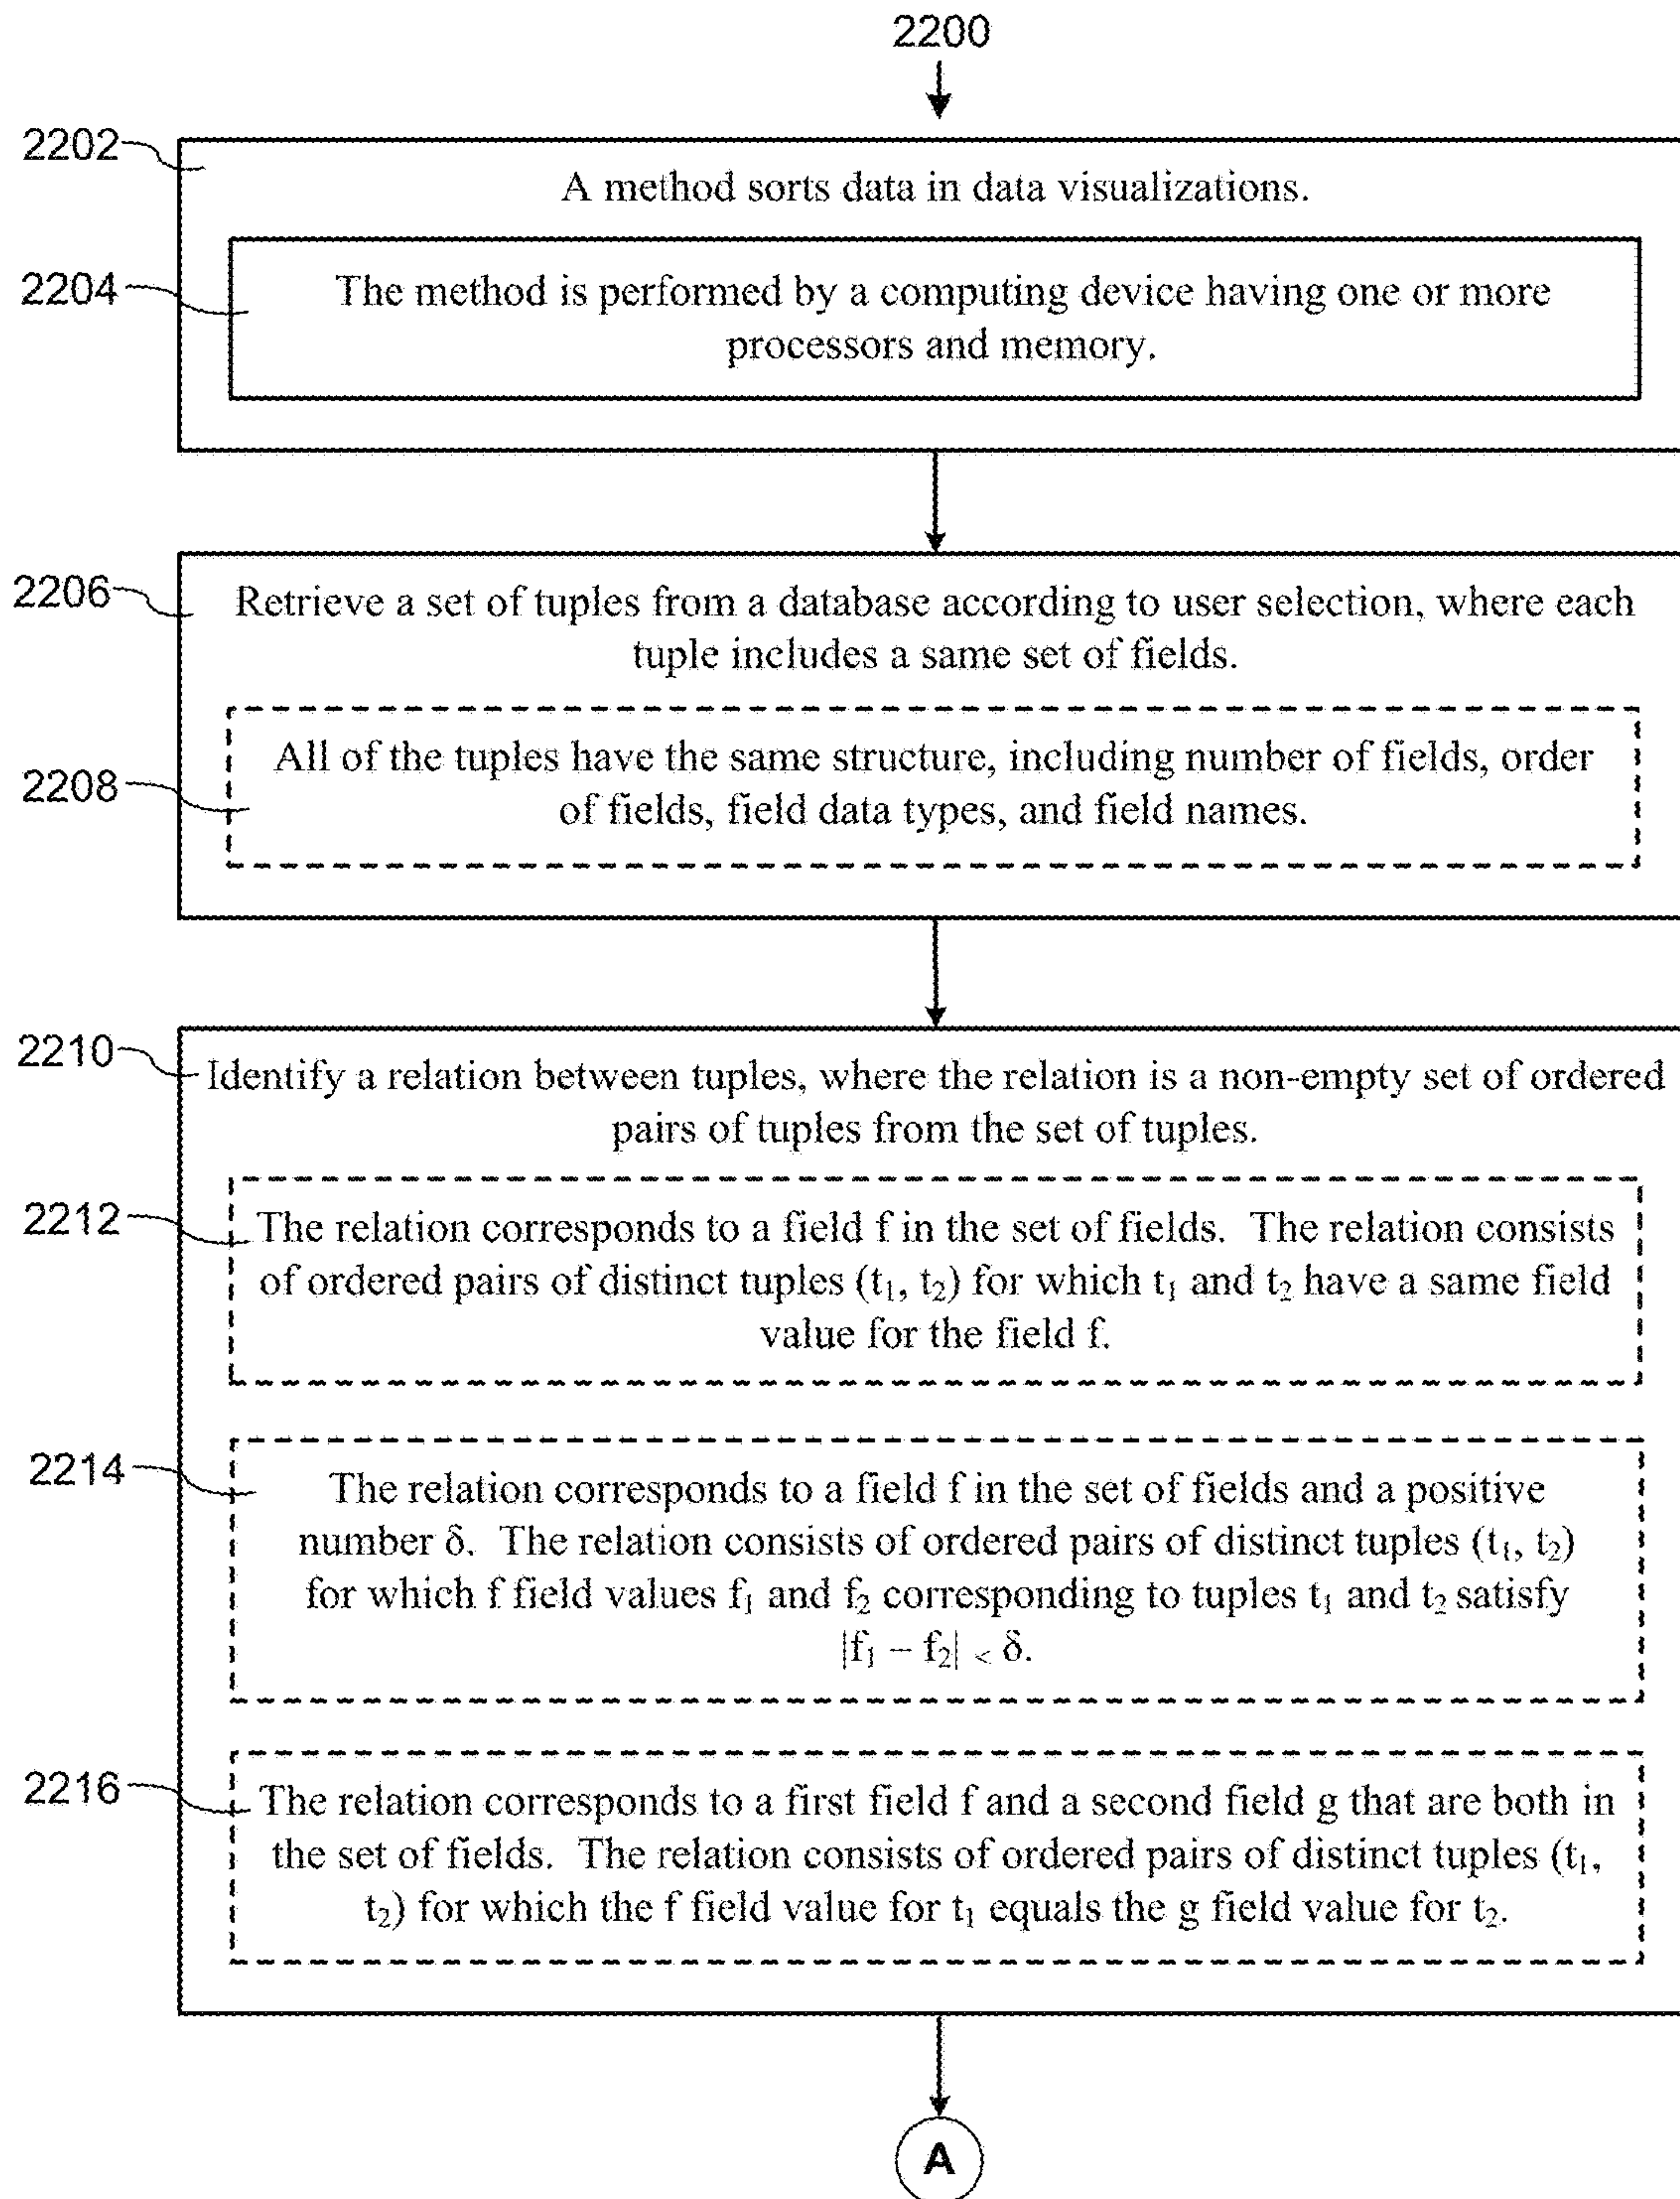 2200
2202
A method sorts data in data visualizations.
2204
The method is performed by a computing device having one or more
processors and memory.
2206
Retrieve a set of tuples from a database according to user selection, where each
tuple includes a same set of fields.
2208
All of the tuples have the same structure, including number of fields, order
of fields, field data types, and field names.
2210
Identify a relation between tuples, where the relation is a non-empty set of ordered
pairs of tuples from the set of tuples.
2212
The relation corresponds to a field f in the set of fields. The relation consists
of ordered pairs of distinct tuples (t₁, t₂) for which t₁ and t₂ have a same field
value for the field f.
2214
The relation corresponds to a field f in the set of fields and a positive
number δ. The relation consists of ordered pairs of distinct tuples (t₁, t₂)
for which f field values f₁ and f₂ corresponding to tuples t₁ and t₂ satisfy
|f₁ – f₂| < δ.
2216
The relation corresponds to a first field f and a second field g that are both in
the set of fields. The relation consists of ordered pairs of distinct tuples (t₁,
t₂) for which the f field value for t₁ equals the g field value for t₂.
A